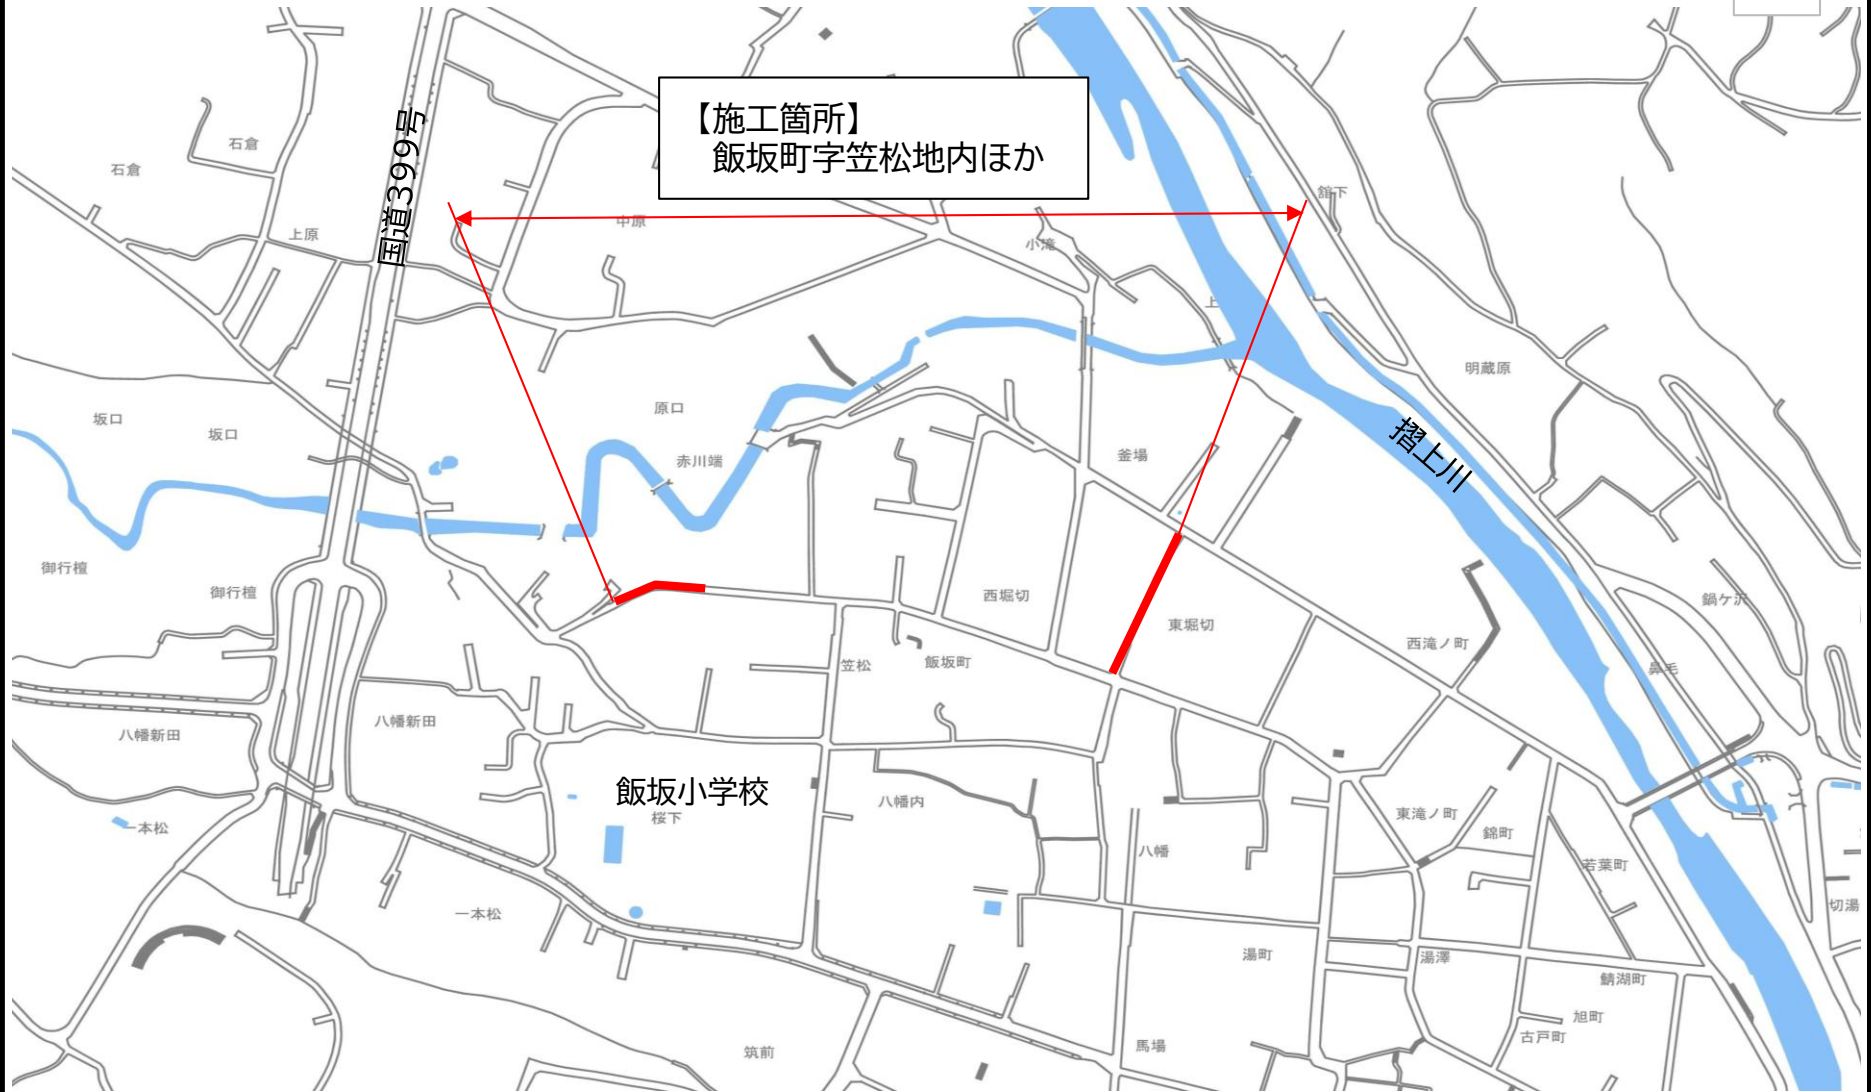 【施工箇所】
飯坂町字笠松地内ほか
国道399号
石倉
石倉
上原
中原
小滝
舘下
上
明蔵原
摺上川
坂口
坂口
原口
赤川端
釜場
御行檀
御行檀
西堀切
東堀切
鍋ケ沢
西滝ノ町
笠松
飯坂町
鼻毛
八幡新田
八幡新田
飯坂小学校
桜下
八幡内
東滝ノ町
錦町
一本松
八幡
若葉町
一本松
切湯
湯町
湯澤
鯖湖町
旭町
古戸町
筑前
馬場